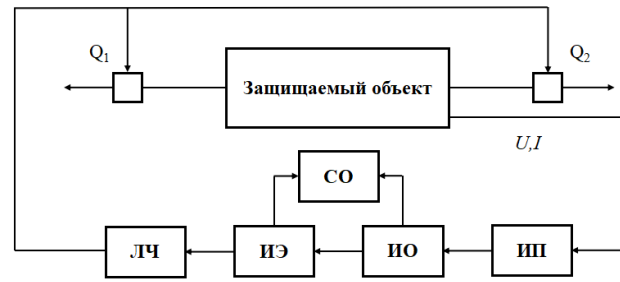 Q1
Q2
Защищаемый объект
U,I
СО
ЛЧ
ИЭ
ИО
ИП